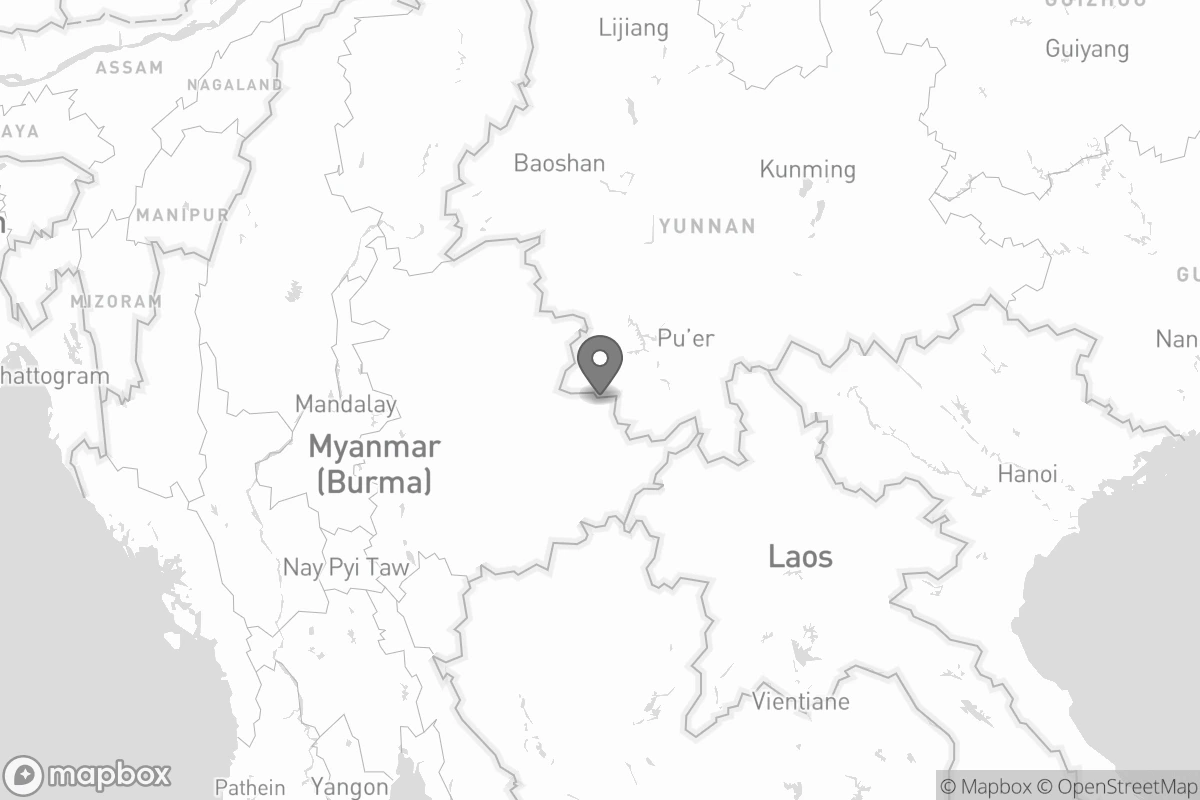 GUIZHOU
Lijiang
Guiyang
ASSAM
NAGALAND
AYA
Baoshan
Kunming
MANIPUR
YUNNAN
n
GU
MIZORAM
Pu'er
Nan
hattogram
Mandalay
Myanmar
(Burma)
Hanoi
Laos
Nay Pyi Taw
Vientiane
mapbox
Pathein
Yangon
© Mapbox © OpenStreetMap